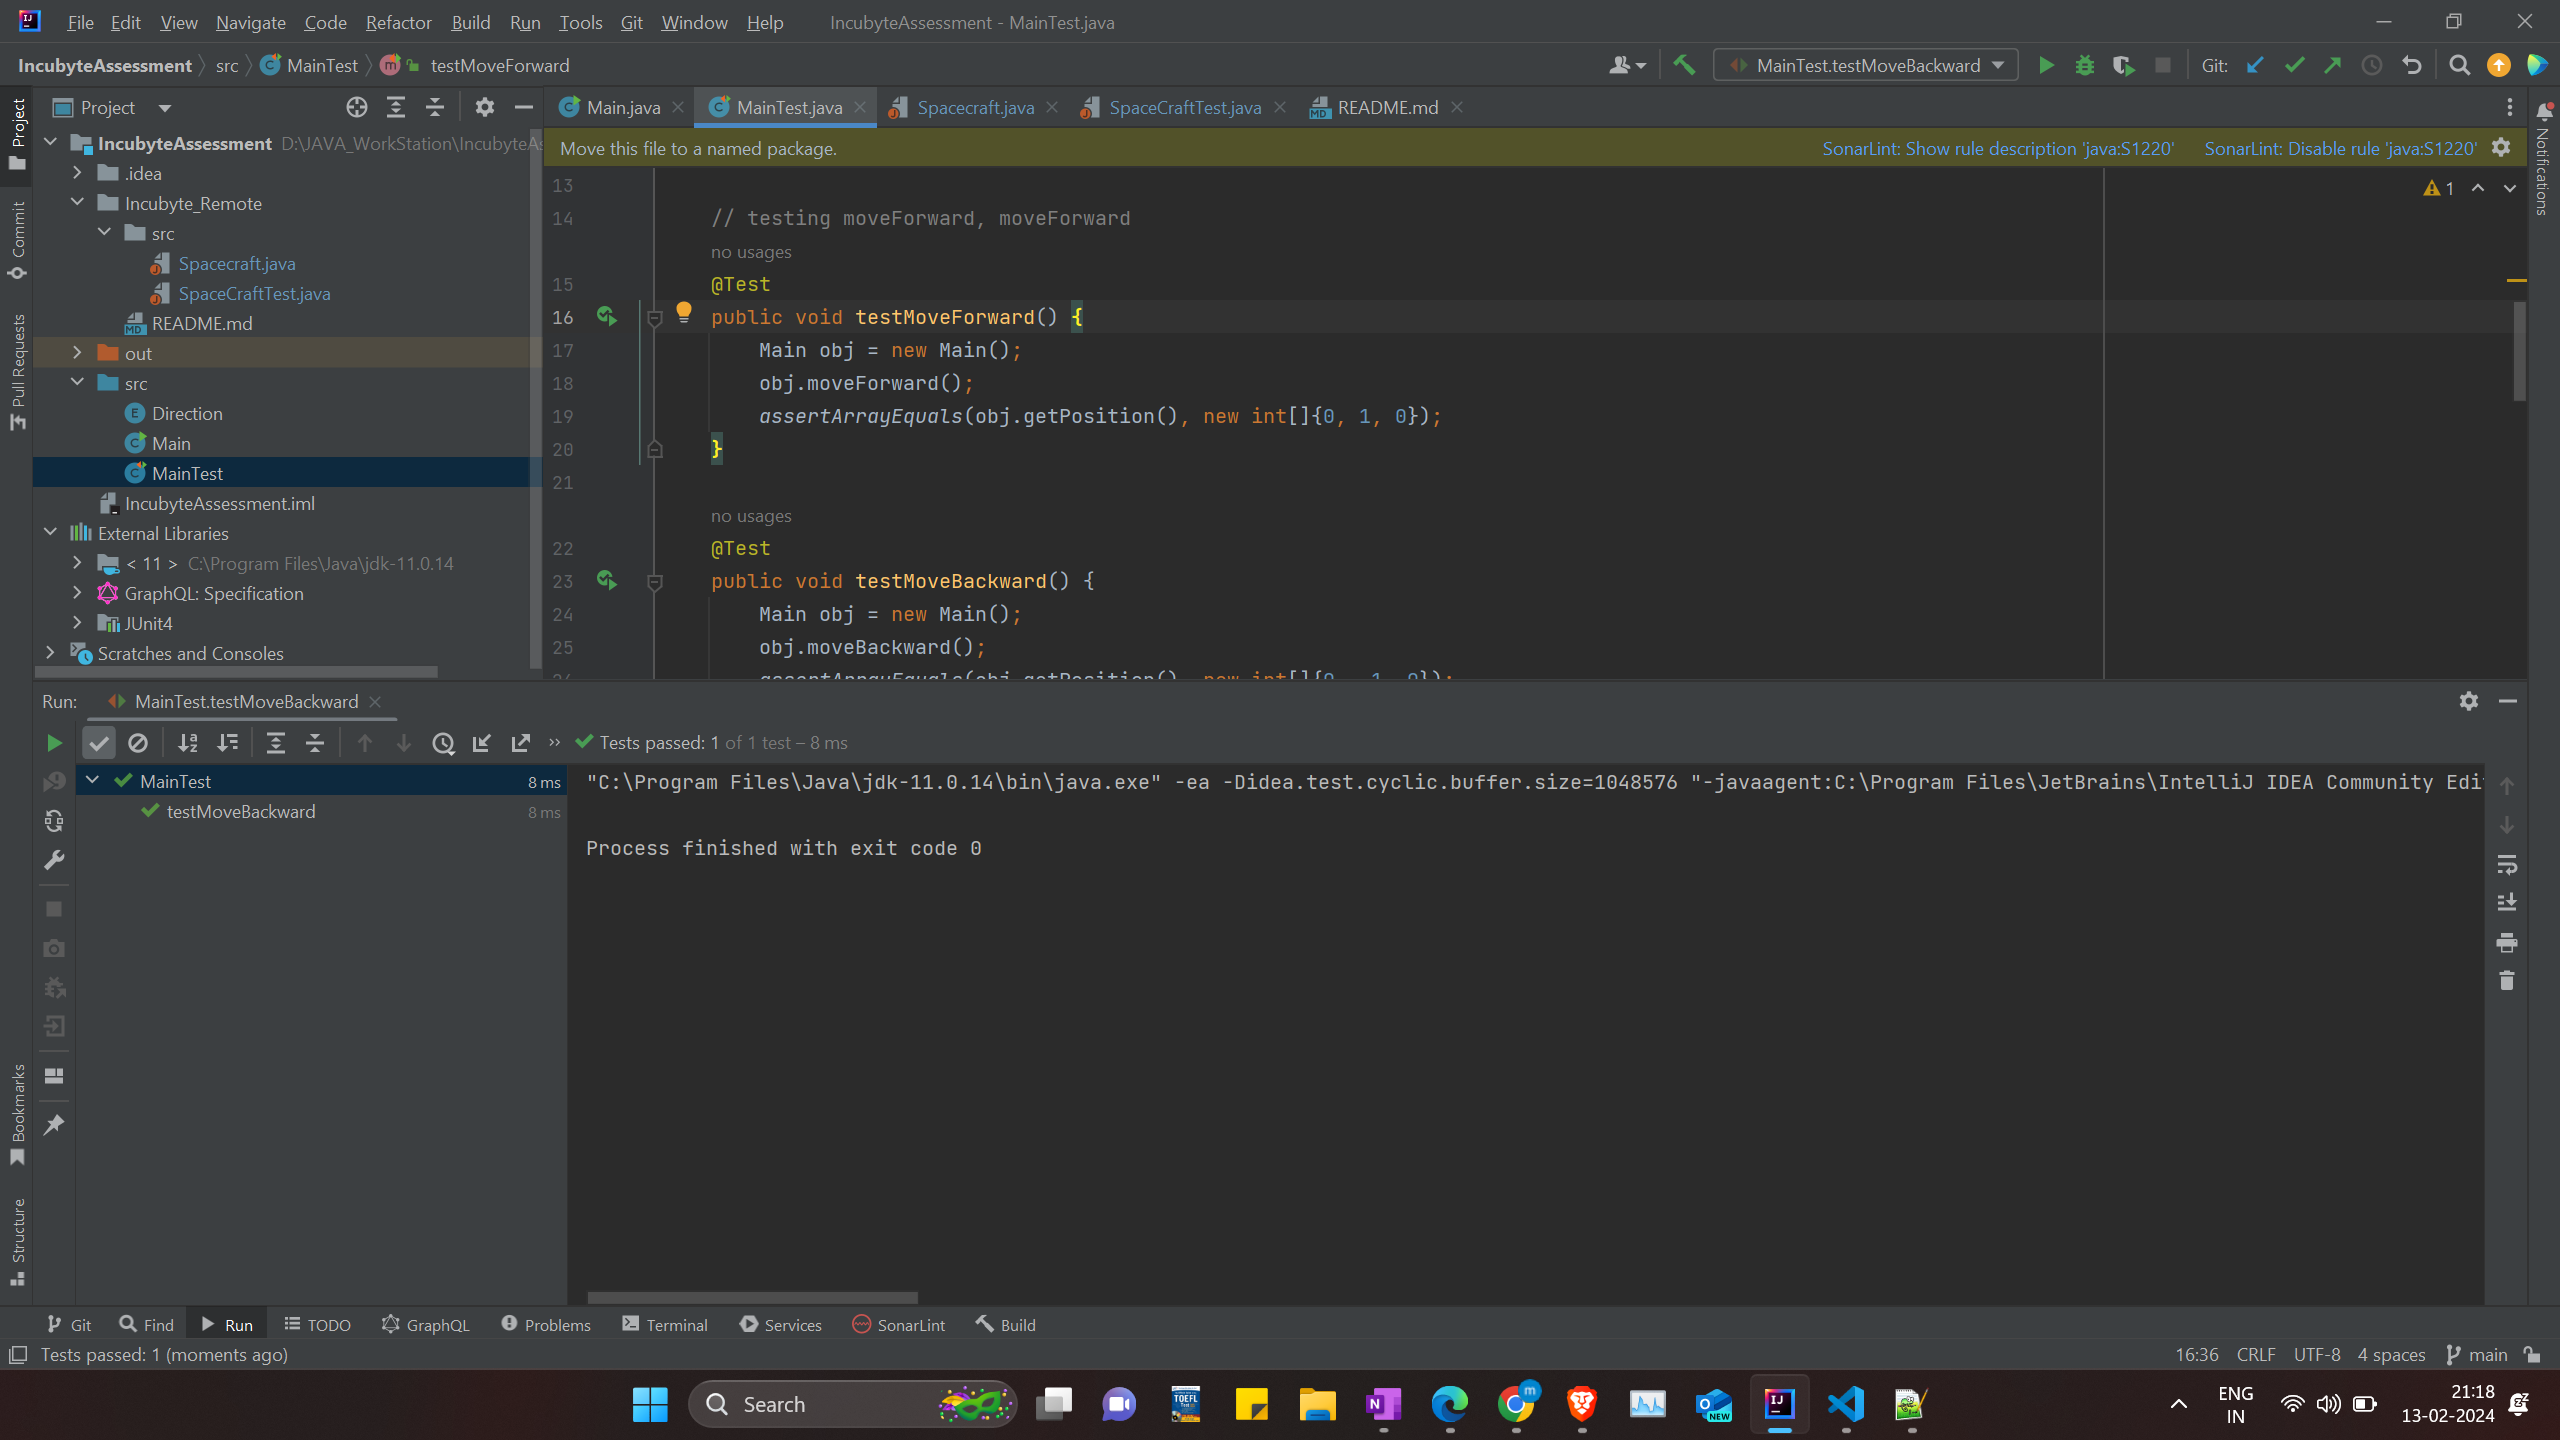 File Edit View Navigate Code Refactor Build Run Tools Git Window Help IncubyteAssessment - MainTest.java
IncubyteAssessment src MainTest testMoveForward MainTest.testMoveBackward Git:
Project
Main.java MainTest.java Spacecraft.java SpaceCraftTest.java README.md
Move this file to a named package. SonarLint: Show rule description 'java:S1220' SonarLint: Disable rule 'java:S1220'
Project
Commit
Pull Requests
Bookmarks
Structure
Notifications
IncubyteAssessment D:\JAVA_WorkStation\IncubyteAs
.idea
Incubyte_Remote
src
Spacecraft.java
SpaceCraftTest.java
README.md
out
src
Direction
Main
MainTest
IncubyteAssessment.iml
External Libraries
< 11 > C:\Program Files\Java\jdk-11.0.14
GraphQL: Specification
JUnit4
Scratches and Consoles
1
13
14 // testing moveForward, moveForward
no usages
15 @Test
16 public void testMoveForward() {
17 Main obj = new Main();
18 obj.moveForward();
19 assertArrayEquals(obj.getPosition(), new int[]{0, 1, 0});
20 }
21
no usages
22 @Test
23 public void testMoveBackward() {
24 Main obj = new Main();
25 obj.moveBackward();
Run: MainTest.testMoveBackward
Tests passed: 1 of 1 test – 8 ms
MainTest 8 ms
testMoveBackward 8 ms
"C:\Program Files\Java\jdk-11.0.14\bin\java.exe" -ea -Didea.test.cyclic.buffer.size=1048576 "-javaagent:C:\Program Files\JetBrains\IntelliJ IDEA Community Edi
Process finished with exit code 0
Git Find Run TODO GraphQL Problems Terminal Services SonarLint Build
Tests passed: 1 (moments ago) 16:36 CRLF UTF-8 4 spaces main
Search
ENG
IN
21:18
13-02-2024